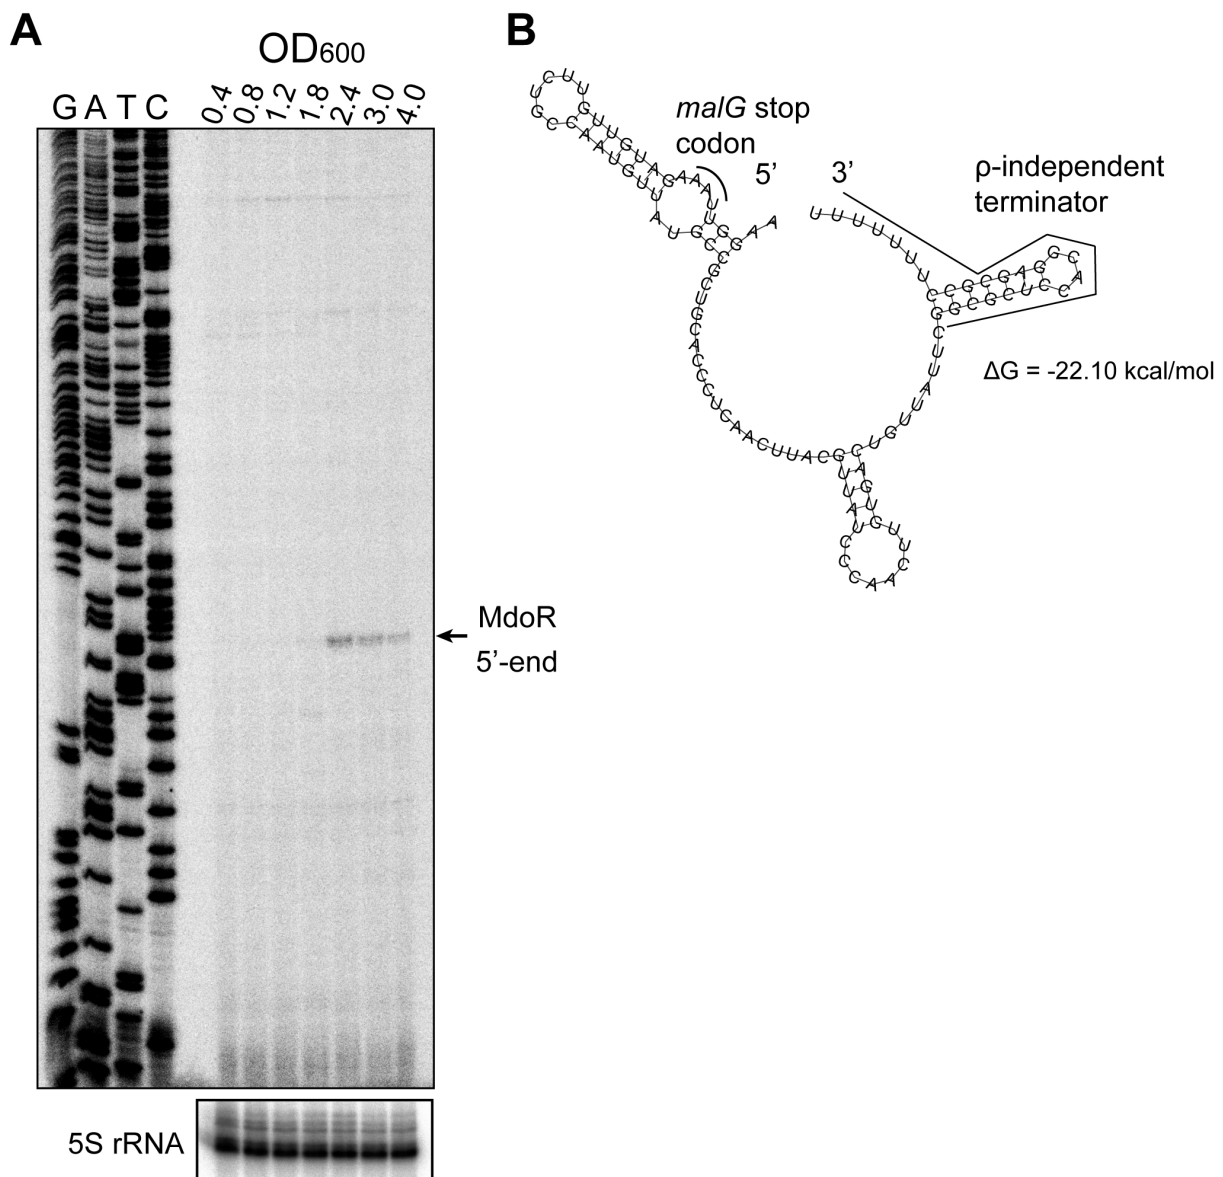 A
OD600
G A T C 0.4 0.8 1.2 1.8 2.4 3.0 4.0
MdoR
5’-end
5S rRNA
B
malG stop
codon
5’
3’
ρ-independent
terminator
ΔG = -22.10 kcal/mol